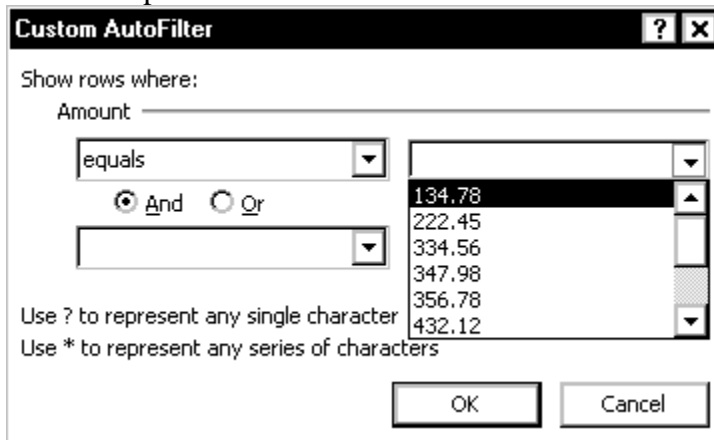 Custom AutoFilter ? X
Show rows where:
Amount
equals
And Or
134.78
222.45
334.56
347.98
356.78
432.12
Use ? to represent any single character
Use * to represent any series of characters
OK Cancel